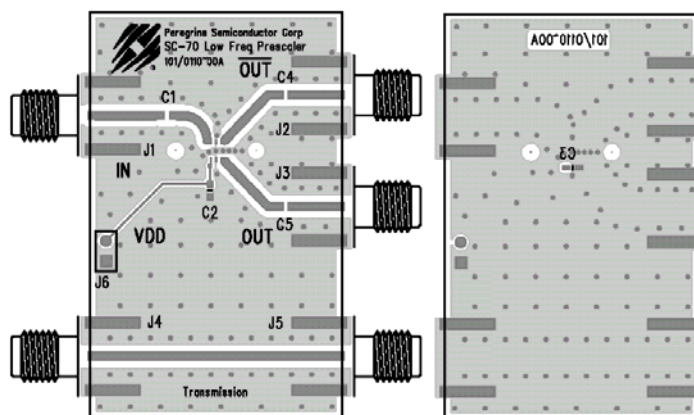 Peregrine Semiconductor Corp
SC-70 Low Freq Prescaler
101/0110-00A
OUT
C4
C1
J2
J1
J3
IN
C2
C5
VDD
OUT
J6
J4
J5
Transmission
101/0110-00A
C3